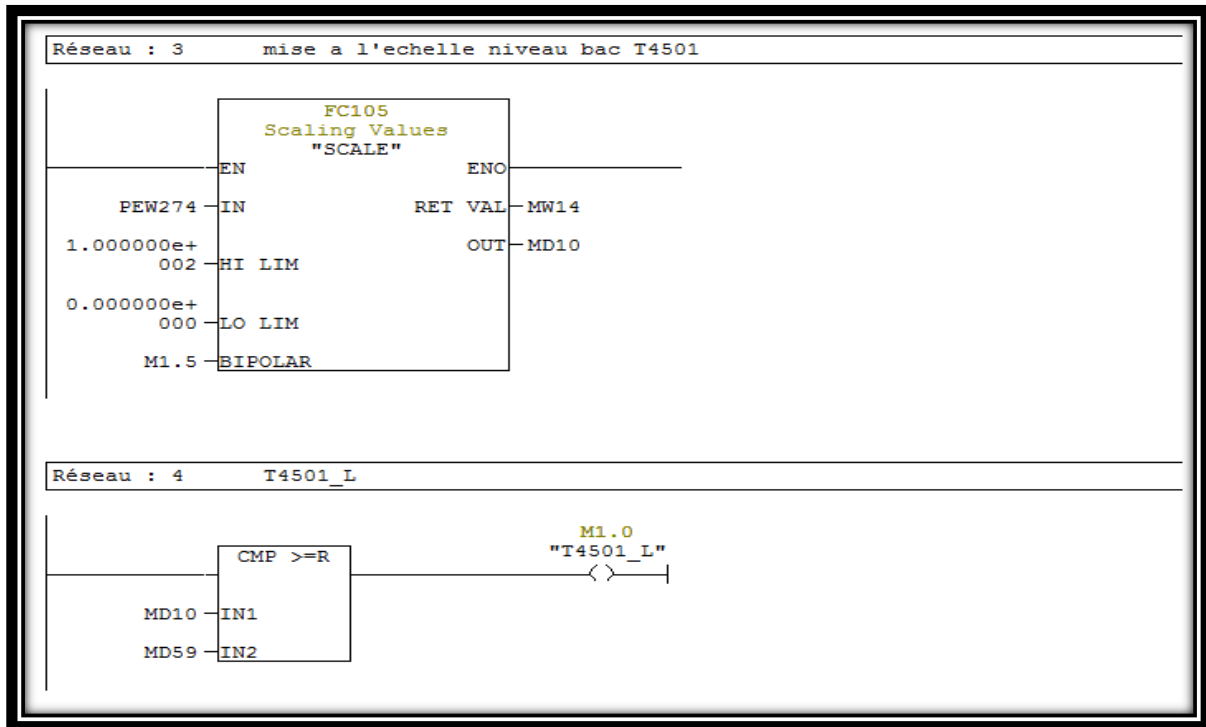 Réseau : 3 mise a l'echelle niveau bac T4501
FC105
Scaling Values
"SCALE"
EN ENO
PEW274 IN RET VAL MW14
1.000000e+ OUT MD10
002 HI LIM
0.000000e+
000 LO LIM
M1.5 BIPOLAR
Réseau : 4 T4501_L
M1.0
CMP >=R "T4501_L"
( )
MD10 IN1
MD59 IN2